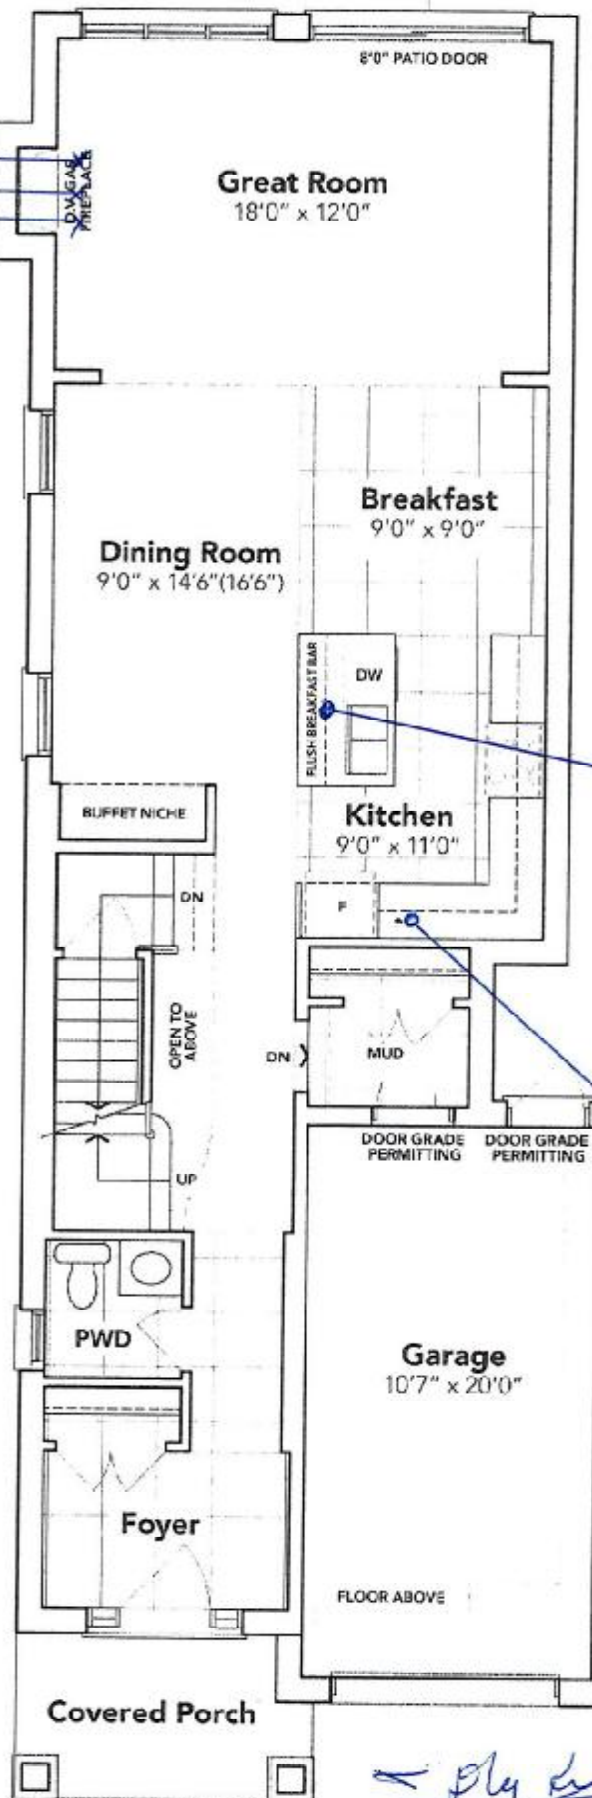 8'0" PATIO DOOR
D.V. GAS
FIREPLACE
Great Room
18'0" x 12'0"
Breakfast
9'0" x 9'0"
Dining Room
9'0" x 14'6"(16'6")
FLUSH BREAKFAST BAR
DW
BUFFET NICHE
Kitchen
9'0" x 11'0"
DN
F
OPEN TO
ABOVE
DN
MUD
DOOR GRADE
PERMITTING
DOOR GRADE
PERMITTING
UP
PWD
Garage
10'7" x 20'0"
Foyer
FLOOR ABOVE
Covered Porch